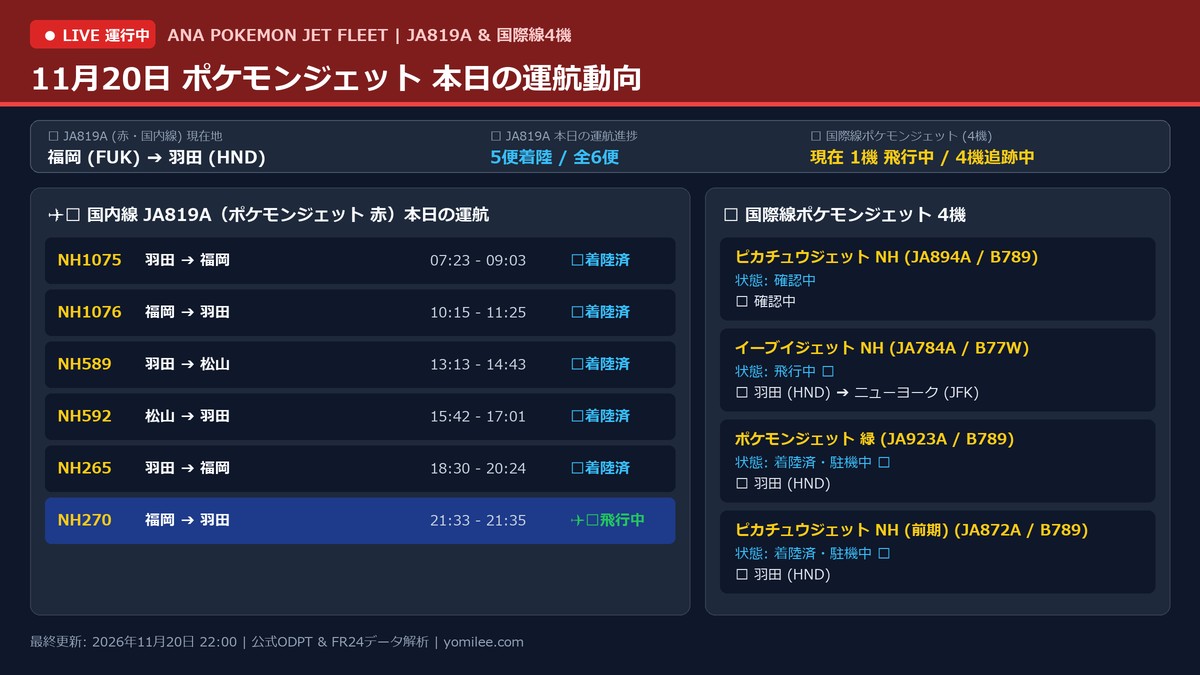 ● LIVE 運行中 ANA POKEMON JET FLEET | JA819A & 国際線4機
11月20日 ポケモンジェット 本日の運航動向
□ JA819A (赤・国内線) 現在地
福岡 (FUK) → 羽田 (HND)
□ JA819A 本日の運航進捗
5便着陸 / 全6便
□ 国際線ポケモンジェット (4機)
現在 1機 飛行中 / 4機追跡中
✈□ 国内線 JA819A（ポケモンジェット 赤）本日の運航
NH1075 羽田 → 福岡 07:23 - 09:03 □着陸済
NH1076 福岡 → 羽田 10:15 - 11:25 □着陸済
NH589 羽田 → 松山 13:13 - 14:43 □着陸済
NH592 松山 → 羽田 15:42 - 17:01 □着陸済
NH265 羽田 → 福岡 18:30 - 20:24 □着陸済
NH270 福岡 → 羽田 21:33 - 21:35 ✈□飛行中
□ 国際線ポケモンジェット 4機
ピカチュウジェット NH (JA894A / B789)
状態: 確認中
□ 確認中
イーブイジェット NH (JA784A / B77W)
状態: 飛行中 □
□ 羽田 (HND) → ニューヨーク (JFK)
ポケモンジェット 緑 (JA923A / B789)
状態: 着陸済・駐機中 □
□ 羽田 (HND)
ピカチュウジェット NH (前期) (JA872A / B789)
状態: 着陸済・駐機中 □
□ 羽田 (HND)
最終更新: 2026年11月20日 22:00 | 公式ODPT & FR24データ解析 | yomilee.com